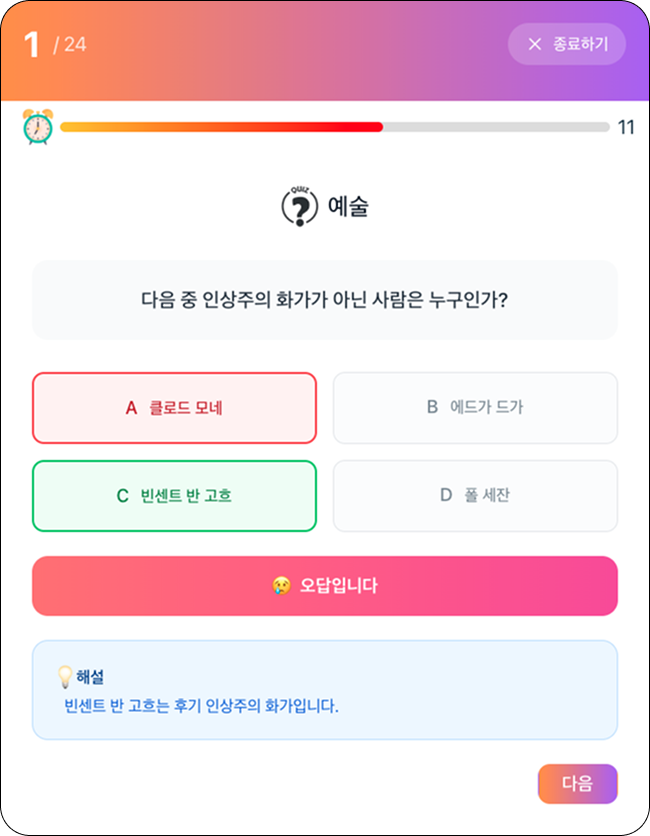 1 / 24
종료하기
11
QUIZ
?
예술
다음 중 인상주의 화가가 아닌 사람은 누구인가?
A 클로드 모네
B 에드가 드가
C 빈센트 반 고흐
D 폴 세잔
오답입니다
해설
빈센트 반 고흐는 후기 인상주의 화가입니다.
다음